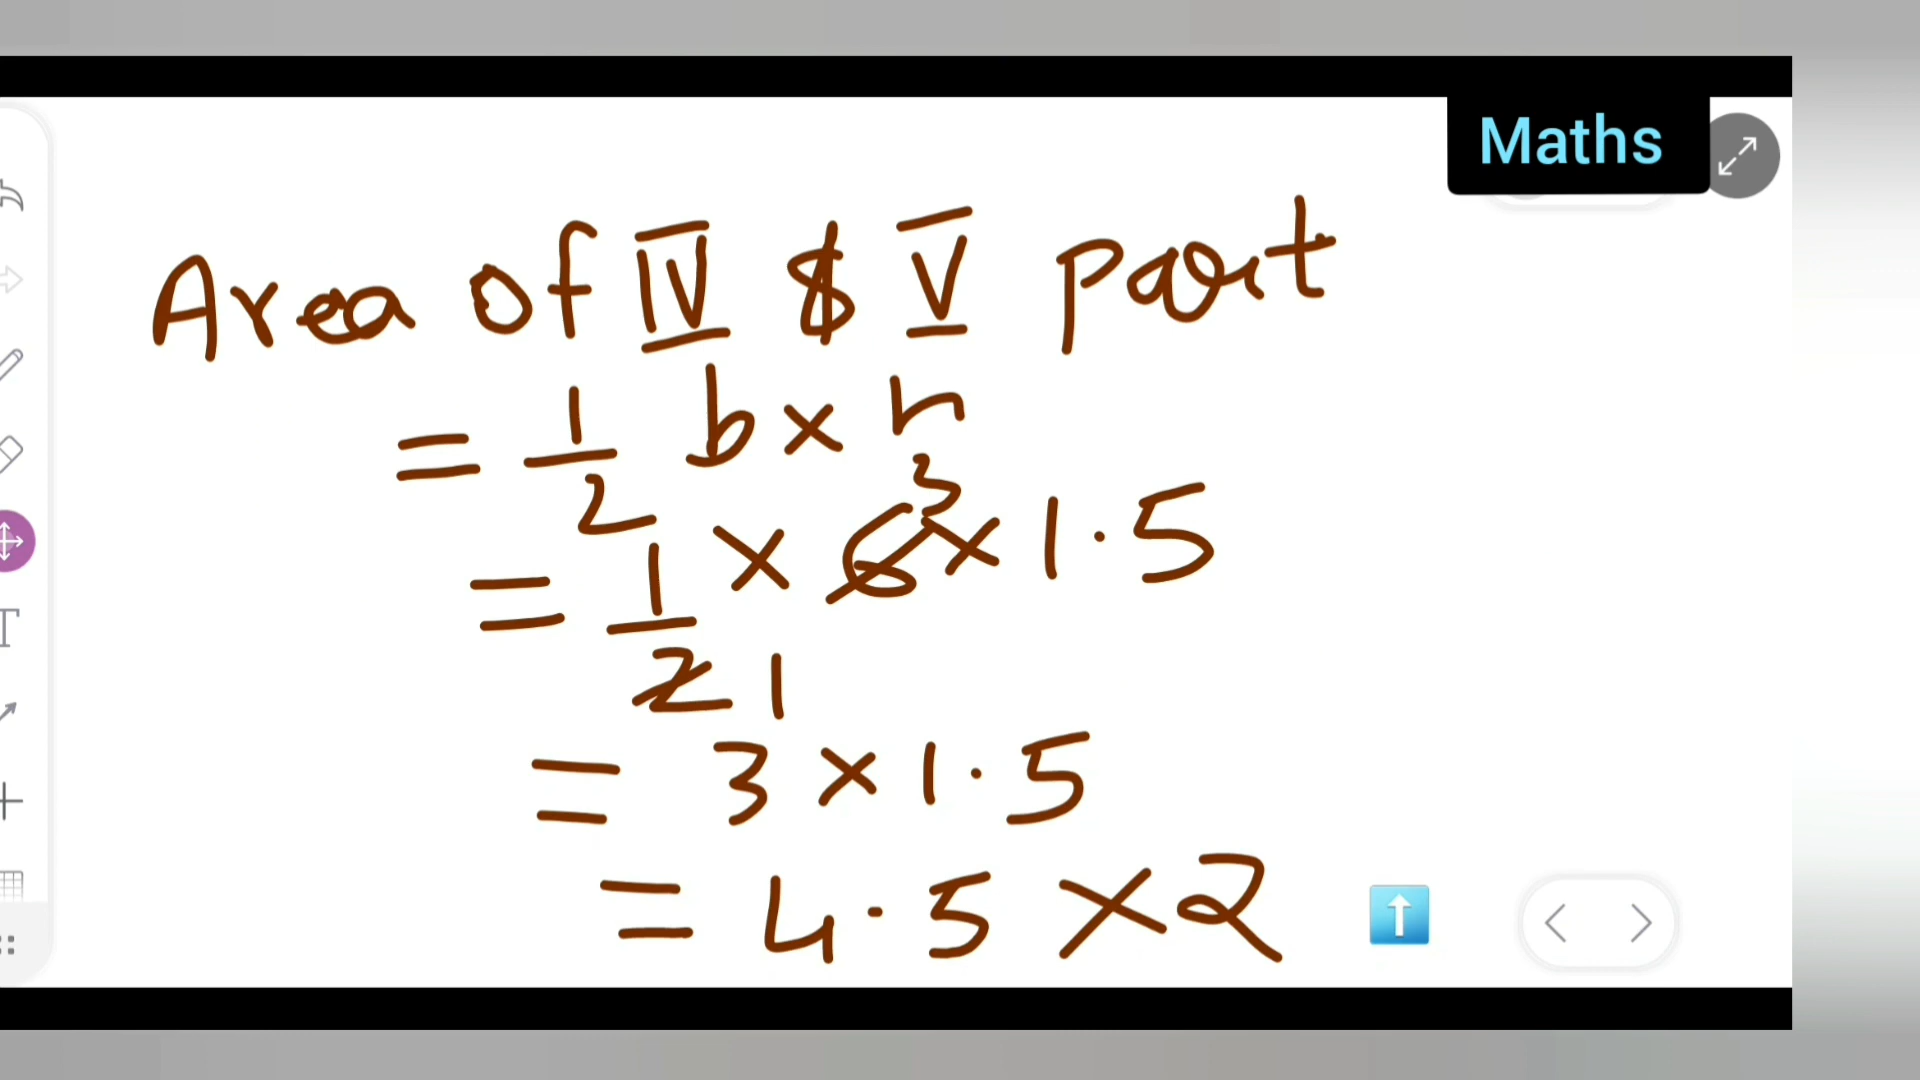 Maths
Area of IV $ V part
= 1/2 b × h
= 1/2 × 6 × 1.5
3
1
= 3 × 1.5
= 4.5 × 2
T